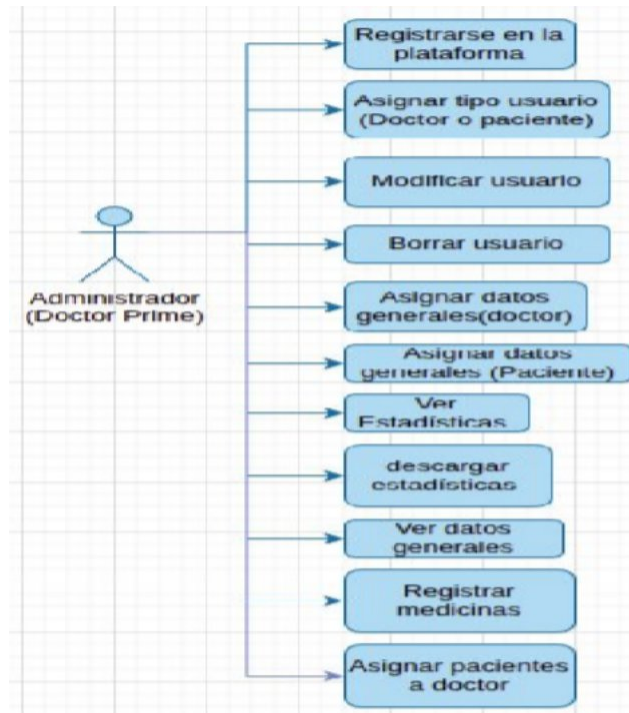 Registrarse en la
plataforma
Asignar tipo usuario
(Doctor o paciente)
Modificar usuario
Borrar usuario
Administrador
(Doctor Prime)
Asignar datos
generales(doctor)
Asignar datos
generales (Paciente)
Ver
Estadísticas
descargar
estadísticas
Ver datos
generales
Registrar
medicinas
Asignar pacientes
a doctor